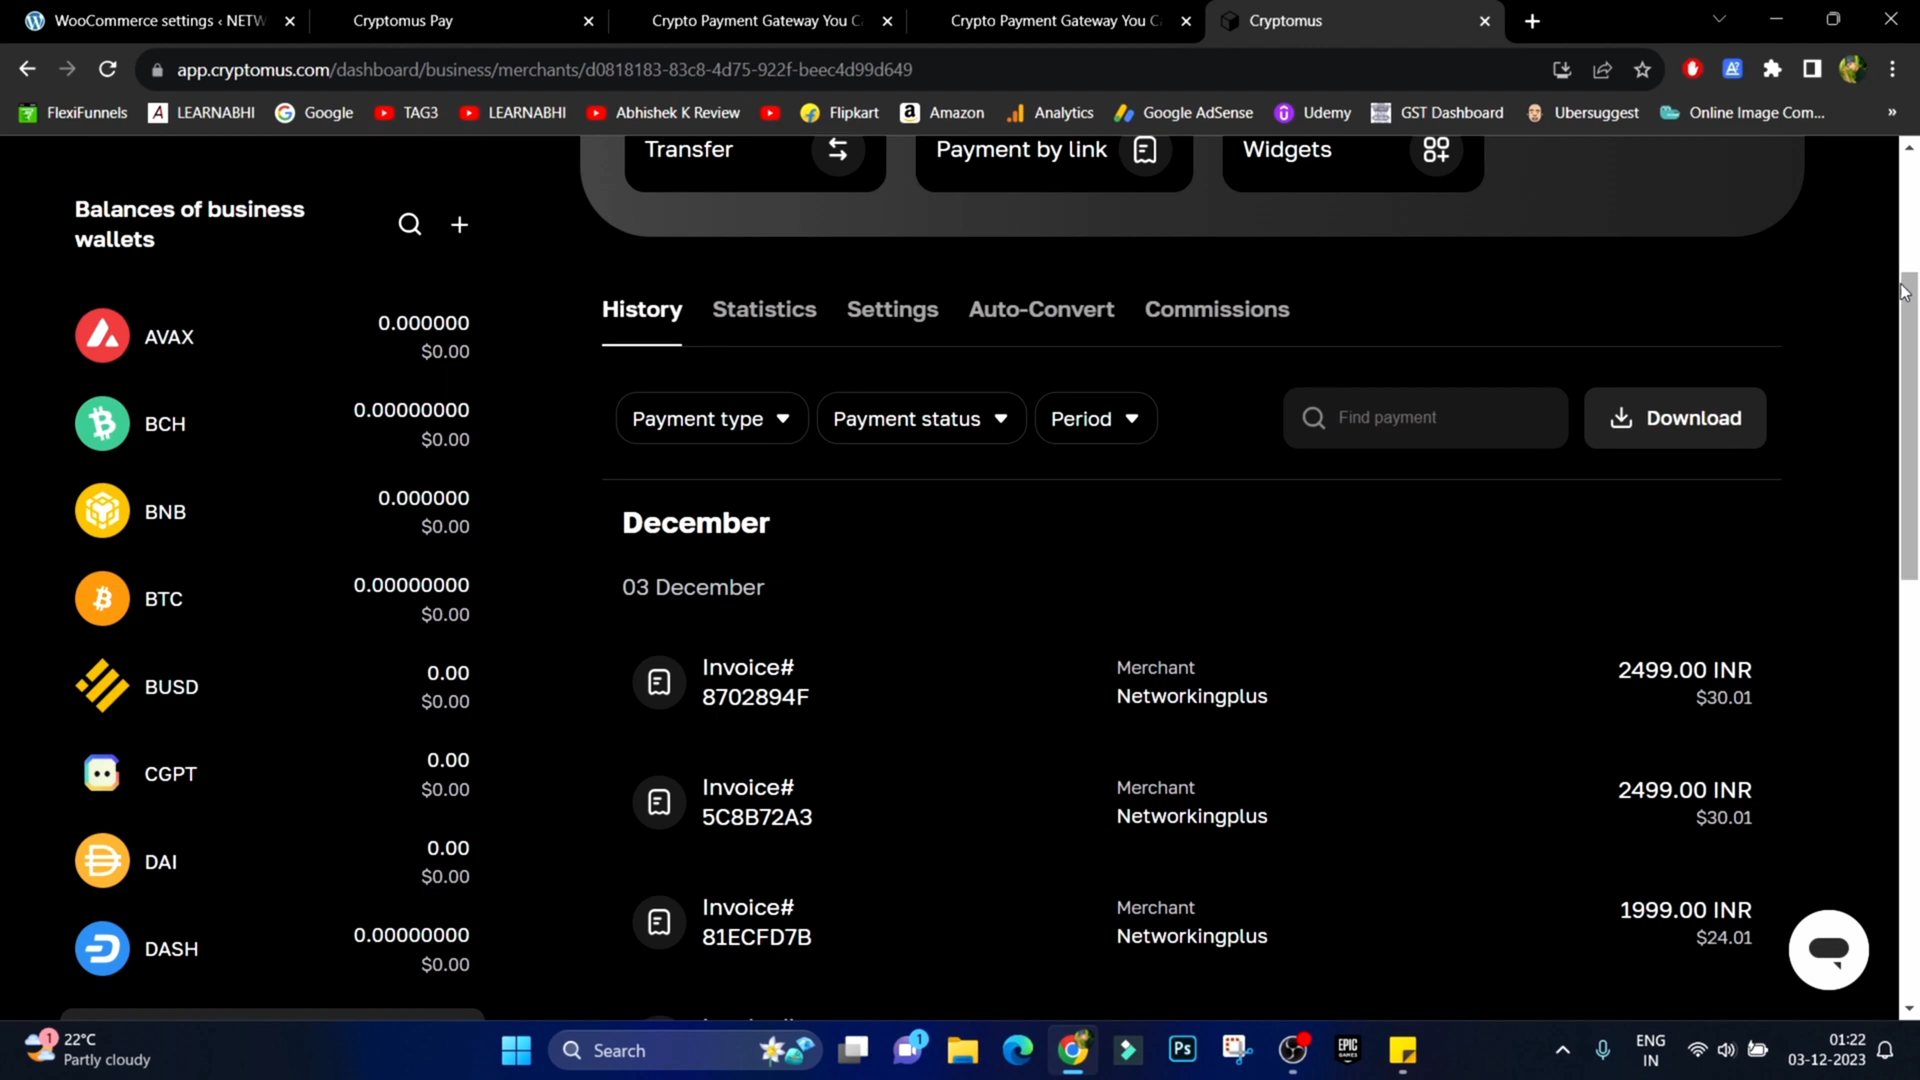 WooCommerce settings ‹ NETW
Cryptomus Pay
Crypto Payment Gateway You C
Crypto Payment Gateway You C
Cryptomus
app.cryptomus.com/dashboard/business/merchants/d0818183-83c8-4d75-922f-beec4d99d649
FlexiFunnels
LEARNABHI
Google
TAG3
LEARNABHI
Abhishek K Review
Flipkart
Amazon
Analytics
Google AdSense
Udemy
GST Dashboard
Ubersuggest
Online Image Com...
»
Transfer
Payment by link
Widgets
Balances of business
wallets
AVAX
0.000000
$0.00
BCH
0.00000000
$0.00
BNB
0.000000
$0.00
BTC
0.00000000
$0.00
BUSD
0.00
$0.00
CGPT
0.00
$0.00
DAI
0.00
$0.00
DASH
0.00000000
$0.00
History
Statistics
Settings
Auto-Convert
Commissions
Payment type
Payment status
Period
Find payment
Download
December
03 December
Invoice#
8702894F
Merchant
Networkingplus
2499.00 INR
$30.01
Invoice#
5C8B72A3
Merchant
Networkingplus
2499.00 INR
$30.01
Invoice#
81ECFD7B
Merchant
Networkingplus
1999.00 INR
$24.01
1
22°C
Partly cloudy
Search
1
Ps
EPIC
GAMES
ENG
IN
01:22
03-12-2023